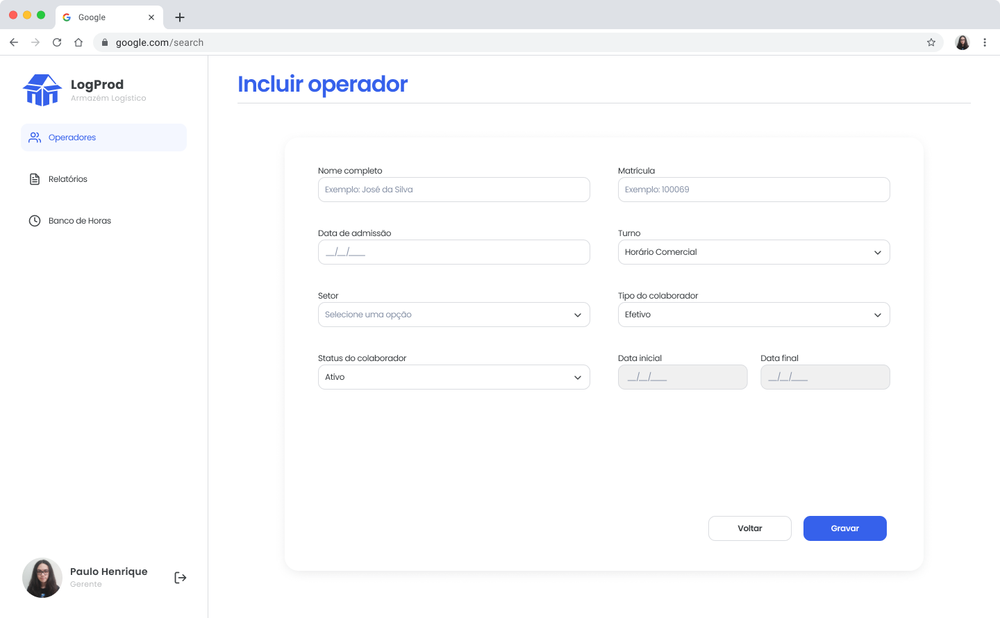 Google
google.com/search
LogProd
Armazém Logístico
Operadores
Relatórios
Banco de Horas
Paulo Henrique
Gerente
Incluir operador
Nome completo
Exemplo: José da Silva
Matrícula
Exemplo: 100069
Data de admissão
__/__/____
Turno
Horário Comercial
Setor
Selecione uma opção
Tipo do colaborador
Efetivo
Status do colaborador
Ativo
Data inicial
__/__/____
Data final
__/__/____
Voltar
Gravar